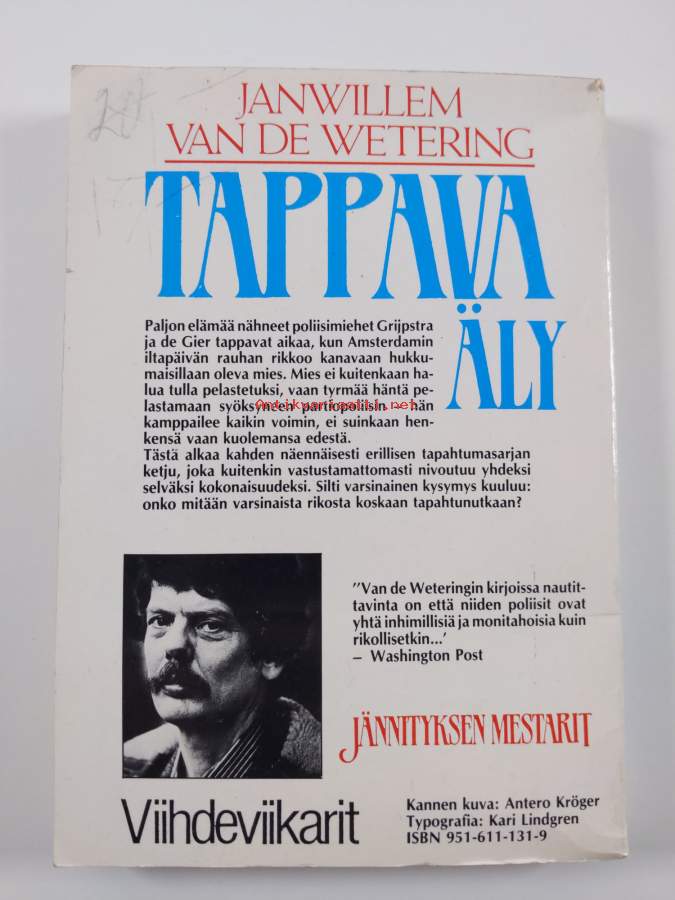 20
JANWILLEM
VAN DE WETERING
TAPPAVA
ÄLY
Paljon elämää nähneet poliisimiehet Grijpstra
ja de Gier tappavat aikaa, kun Amsterdamin
iltapäivän rauhan rikkoo kanavaan hukku-
maisillaan oleva mies. Mies ei kuitenkaan ha-
lua tulla pelastetuksi, vaan tyrmää häntä pe-
lastamaan syöksyneen partiopoliisin – hän
Antikvariaatti.net
kamppailee kaikin voimin, ei suinkaan hen-
kensä vaan kuolemansa edestä.
Tästä alkaa kahden näennäisesti erillisen tapahtumasarjan
ketju, joka kuitenkin vastustamattomasti nivoutuu yhdeksi
selväksi kokonaisuudeksi. Silti varsinainen kysymys kuuluu:
onko mitään varsinaista rikosta koskaan tapahtunutkaan?
''Van de Weteringin kirjoissa nautit-
tavinta on että niiden poliisit ovat
yhtä inhimillisiä ja monitahoisia kuin
rikollisetkin...'
– Washington Post
JÄNNITYKSEN MESTARIT
Viihdeviikarit
Kannen kuva: Antero Kröger
Typografia: Kari Lindgren
ISBN 951-611-131-9